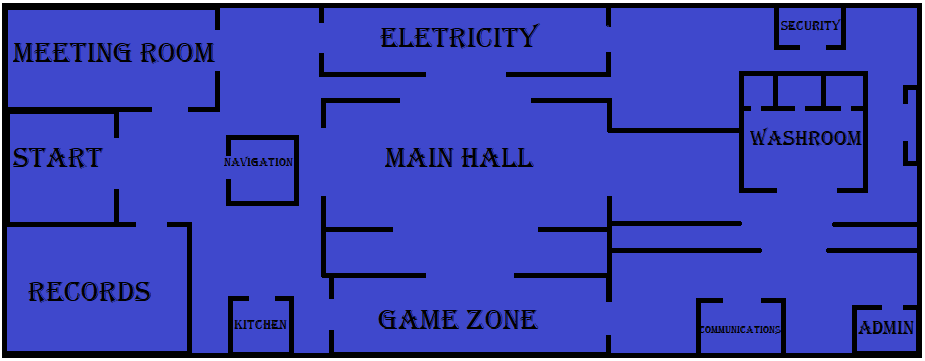 SECURITY
ELETRICITY
MEETING ROOM
WASHROOM
START
NAVIGATION
MAIN HALL
RECORDS
KITCHEN
GAME ZONE
COMMUNICATIONS
ADMIN